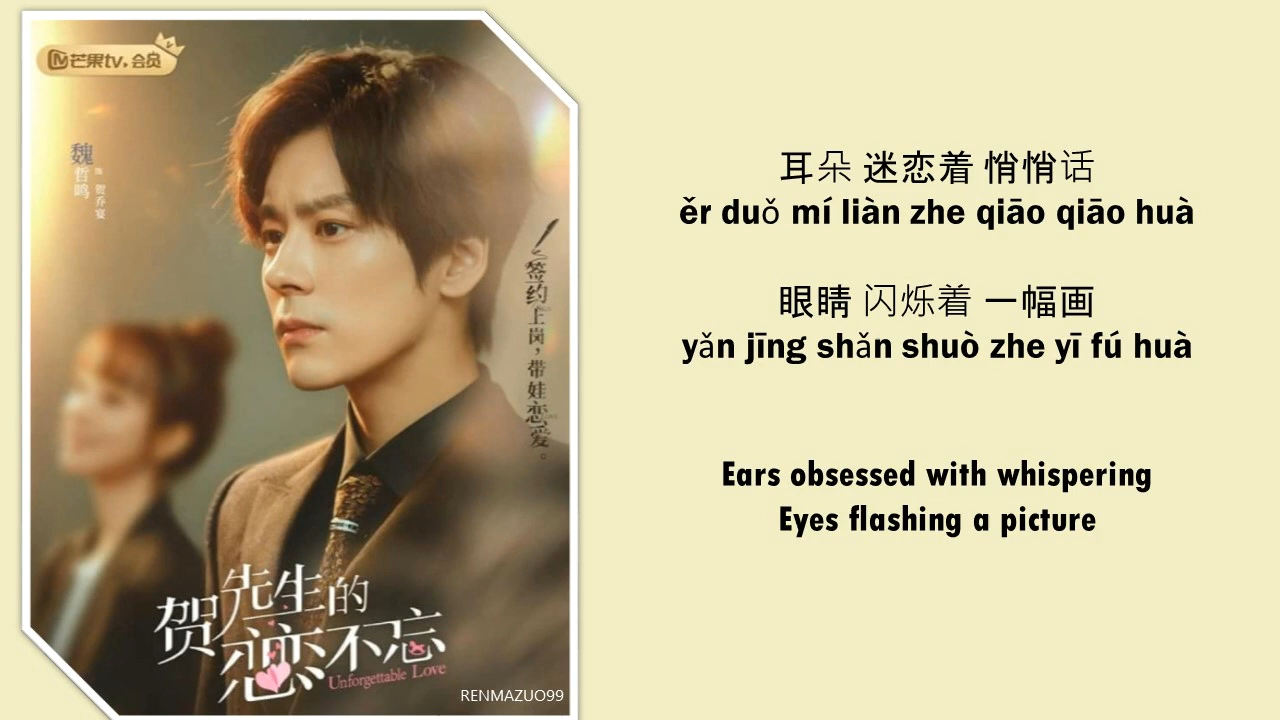 芒果tv 会员
魏哲鸣
饰 贺乔宴
签约上岗，带娃恋爱。
贺先生的
恋不忘
Unforgettable Love
RENMAZUO99
耳朵 迷恋着 悄悄话
ěr duǒ mí liàn zhe qiāo qiāo huà
眼睛 闪烁着 一幅画
yǎn jīng shǎn shuò zhe yī fú huà
Ears obsessed with whispering
Eyes flashing a picture